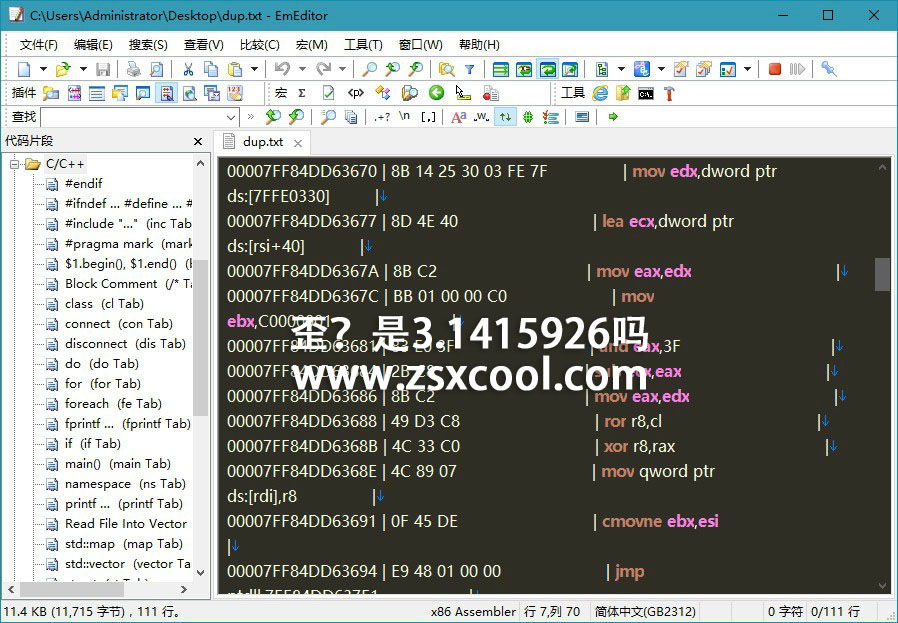 C:\Users\Administrator\Desktop\dup.txt - EmEditor
文件(F) 编辑(E) 搜索(S) 查看(V) 比较(C) 宏(M) 工具(T) 窗口(W) 帮助(H)
插件 宏 Σ <P> 工具
查找 » .+? \n [.] Aa .w.
代码片段 × dup.txt ×
C/C++
#endif
#ifndef ... #define ... #
#include "..." (inc Tab
#pragma mark (mark
$1.begin(), $1.end() (b
Block Comment (/* Ta
class (cl Tab)
connect (con Tab)
disconnect (dis Tab)
do (do Tab)
for (for Tab)
foreach (fe Tab)
fprintf ... (fprintf Tab)
if (if Tab)
main() (main Tab)
namespace (ns Tab)
printf ... (printf Tab)
Read File Into Vector
std::map (map Tab)
std::vector (vector Ta
00007FF84DD63670 | 8B 14 25 30 03 FE 7F | mov edx,dword ptr
ds:[7FFE0330] |↓
00007FF84DD63677 | 8D 4E 40 | lea ecx,dword ptr
ds:[rsi+40] |↓
00007FF84DD6367A | 8B C2 | mov eax,edx |↓
00007FF84DD6367C | BB 01 00 00 C0 | mov
ebx,C0000001 |↓
00007FF84DD63681 | 83 E0 3F | and eax,3F |↓
00007FF84DD63684 | 2B C8 | sub ecx,eax |↓
00007FF84DD63686 | 8B C2 | mov eax,edx |↓
00007FF84DD63688 | 49 D3 C8 | ror r8,cl |↓
00007FF84DD6368B | 4C 33 C0 | xor r8,rax |↓
00007FF84DD6368E | 4C 89 07 | mov qword ptr
ds:[rdi],r8 |↓
00007FF84DD63691 | 0F 45 DE | cmovne ebx,esi
|↓
00007FF84DD63694 | E9 48 01 00 00 | jmp
歪？是3.1415926吗
www.zsxcool.com
11.4 KB (11,715 字节)，111 行。 x86 Assembler 行 7,列 70 简体中文(GB2312) 0 字符 0/111 行